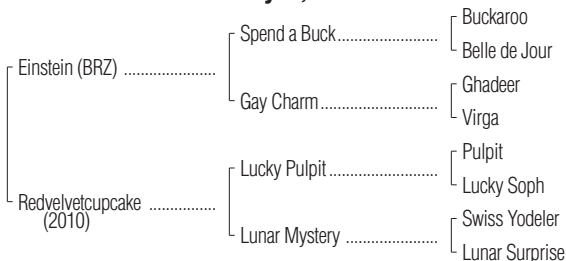 Buckaroo
Spend a Buck
Belle de Jour
Einstein (BRZ)
Ghadeer
Gay Charm
Virga
Pulpit
Lucky Pulpit
Lucky Soph
Redvelvetcupcake
(2010)
Swiss Yodeler
Lunar Mystery
Lunar Surprise